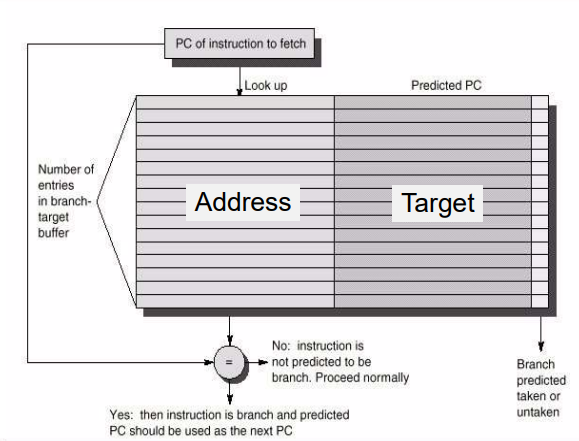 PC of instruction to fetch
Look up
Predicted PC
Number of
entries
in branch-
target
buffer
Address
Target
=
No: instruction is
not predicted to be
branch. Proceed normally
Branch
predicted
taken or
untaken
Yes: then instruction is branch and predicted
PC should be used as the next PC